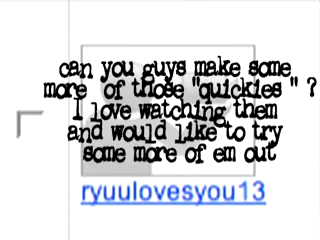 can you guys make some
more of those "quickies" ?
I love watching them
and would like to try
some more of em out
ryuulovesyou13